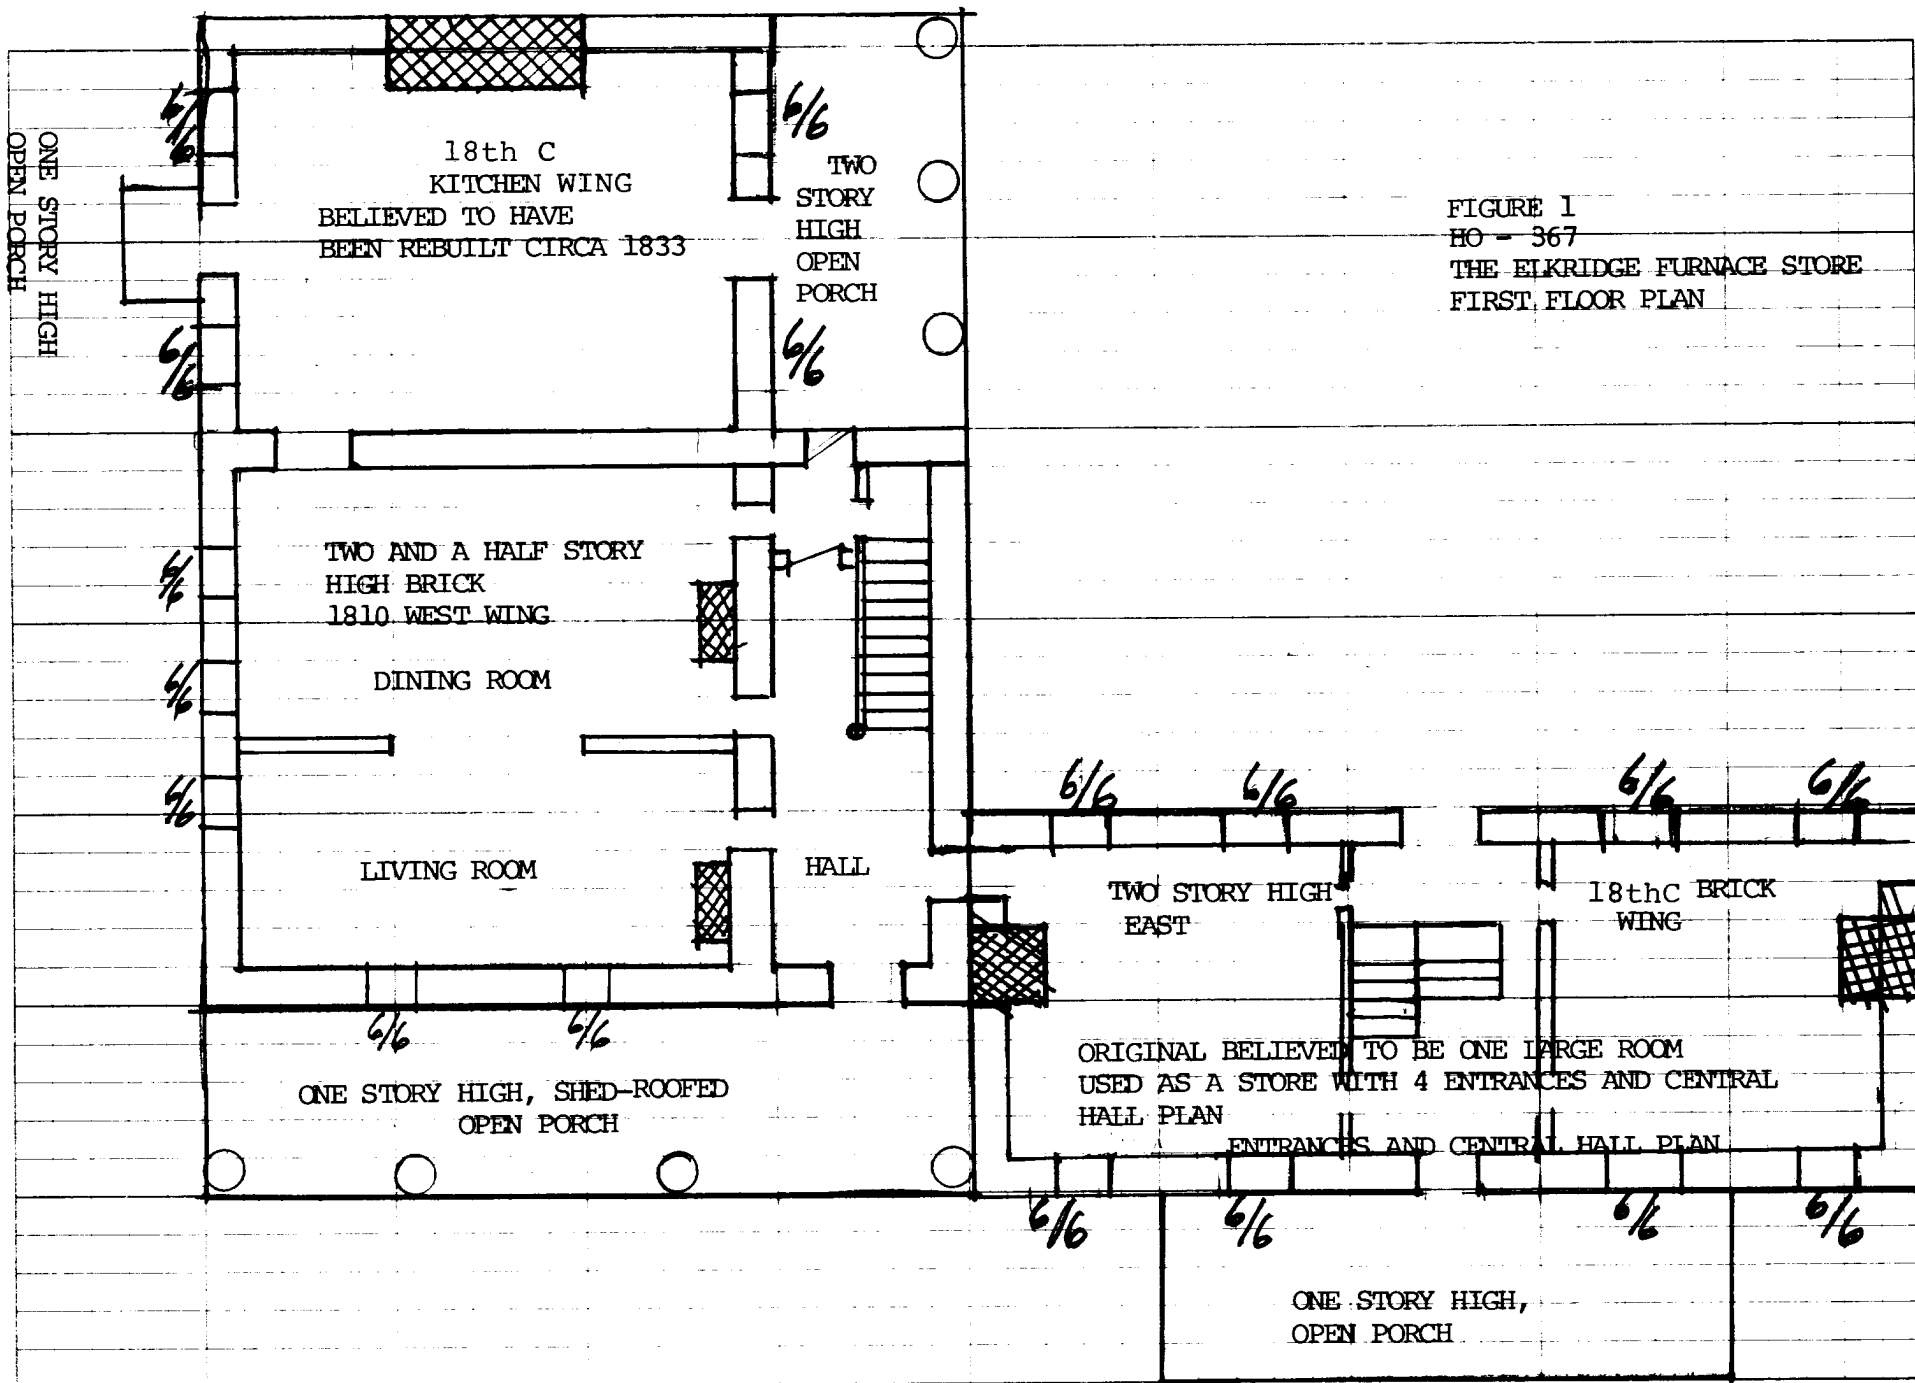 18th C
KITCHEN WING
BELIEVED TO HAVE
BEEN REBUILT CIRCA 1833
6/6
6/6
6/6
6/6
TWO
STORY
HIGH
OPEN
PORCH
ONE STORY HIGH
OPEN PORCH
FIGURE 1
HO - 367
THE ELKRIDGE FURNACE STORE
FIRST FLOOR PLAN
TWO AND A HALF STORY
HIGH BRICK
1810 WEST WING
DINING ROOM
6/6
6/6
6/6
LIVING ROOM
HALL
6/6
6/6
6/6
6/6
TWO STORY HIGH
EAST
18thC BRICK
WING
6/6
6/6
ONE STORY HIGH, SHED-ROOFED
OPEN PORCH
ORIGINAL BELIEVED TO BE ONE LARGE ROOM
USED AS A STORE WITH 4 ENTRANCES AND CENTRAL
HALL PLAN
ENTRANCES AND CENTRAL HALL PLAN
6/6
6/6
6/6
6/6
ONE STORY HIGH,
OPEN PORCH